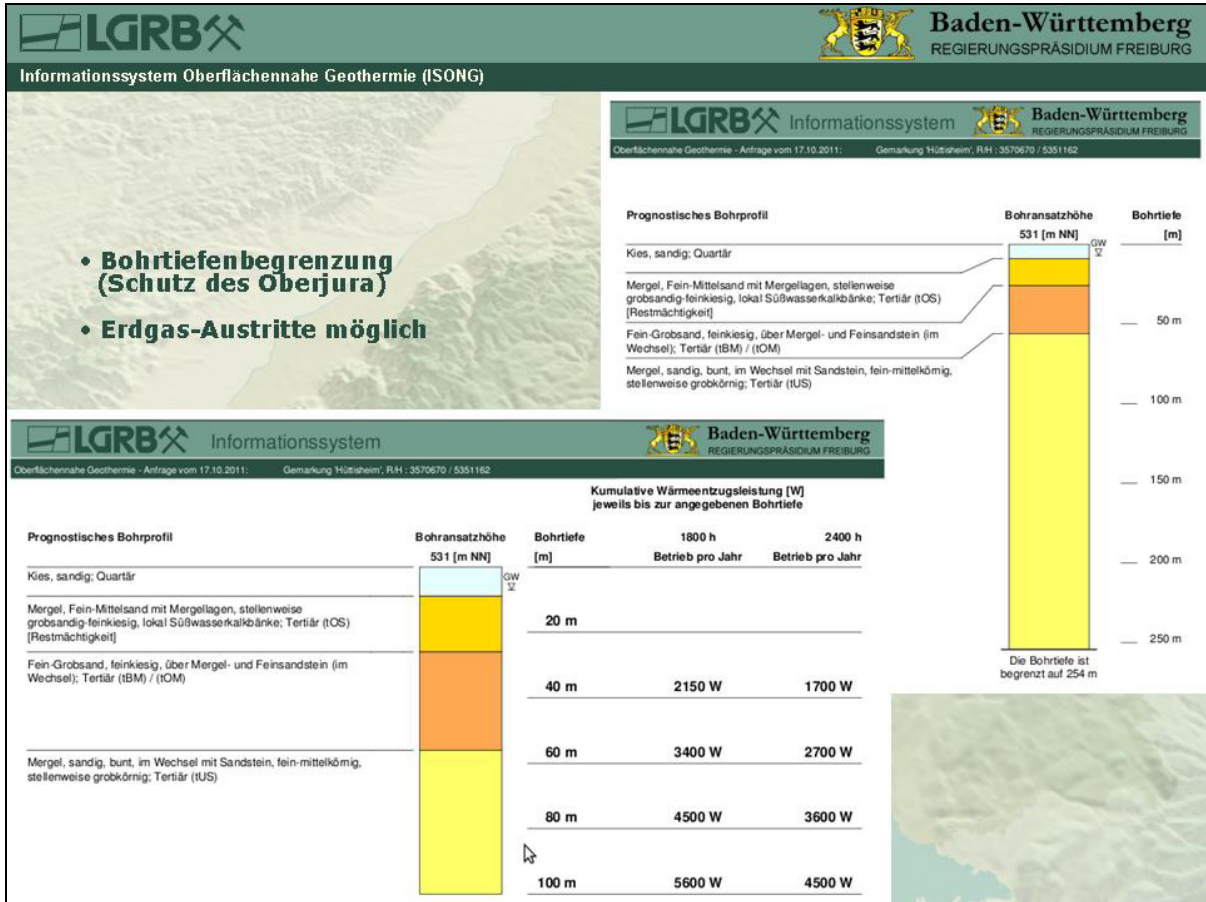 LGRB
Baden-Württemberg
REGIERUNGSPRÄSIDIUM FREIBURG
Informationssystem Oberflächennahe Geothermie (ISONG)
• Bohrtiefenbegrenzung
(Schutz des Oberjura)
• Erdgas-Austritte möglich
LGRB Informationssystem
Baden-Württemberg
REGIERUNGSPRÄSIDIUM FREIBURG
Oberflächennahe Geothermie - Anfrage vom 17.10.2011: Gemarkung 'Hüttisheim', R/H : 3570670 / 5351162
Prognostisches Bohrprofil Bohransatzhöhe Bohrtiefe
531 [m NN] [m]
GW
Kies, sandig; Quartär
Mergel, Fein-Mittelsand mit Mergellagen, stellenweise
grobsandig-feinkiesig, lokal Süßwasserkalkbänke; Tertiär (tOS)
[Restmächtigkeit]
50 m
Fein-Grobsand, feinkiesig, über Mergel- und Feinsandstein (im
Wechsel); Tertiär (tBM) / (tOM)
Mergel, sandig, bunt, im Wechsel mit Sandstein, fein-mittelkörnig,
stellenweise grobkörnig; Tertiär (tUS)
100 m
150 m
200 m
250 m
Die Bohrtiefe ist
begrenzt auf 254 m
LGRB Informationssystem
Baden-Württemberg
REGIERUNGSPRÄSIDIUM FREIBURG
Oberflächennahe Geothermie - Anfrage vom 17.10.2011: Gemarkung 'Hüttisheim', R/H : 3570670 / 5351162
Kumulative Wärmeentzugsleistung [W]
jeweils bis zur angegebenen Bohrtiefe
Prognostisches Bohrprofil Bohransatzhöhe Bohrtiefe 1800 h 2400 h
531 [m NN] [m] Betrieb pro Jahr Betrieb pro Jahr
Kies, sandig; Quartär
GW
Mergel, Fein-Mittelsand mit Mergellagen, stellenweise
grobsandig-feinkiesig, lokal Süßwasserkalkbänke; Tertiär (tOS)
[Restmächtigkeit]
20 m
Fein-Grobsand, feinkiesig, über Mergel- und Feinsandstein (im
Wechsel); Tertiär (tBM) / (tOM)
40 m 2150 W 1700 W
60 m 3400 W 2700 W
Mergel, sandig, bunt, im Wechsel mit Sandstein, fein-mittelkörnig,
stellenweise grobkörnig; Tertiär (tUS)
80 m 4500 W 3600 W
100 m 5600 W 4500 W